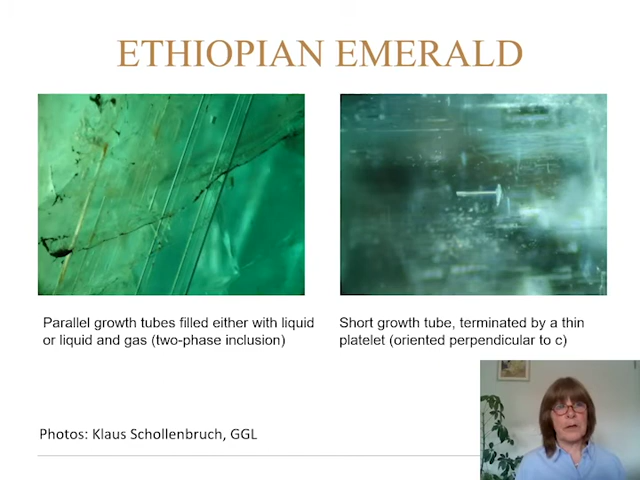 ETHIOPIAN EMERALD
Parallel growth tubes filled either with liquid
or liquid and gas (two-phase inclusion)
Short growth tube, terminated by a thin
platelet (oriented perpendicular to c)
Photos: Klaus Schollenbruch, GGL